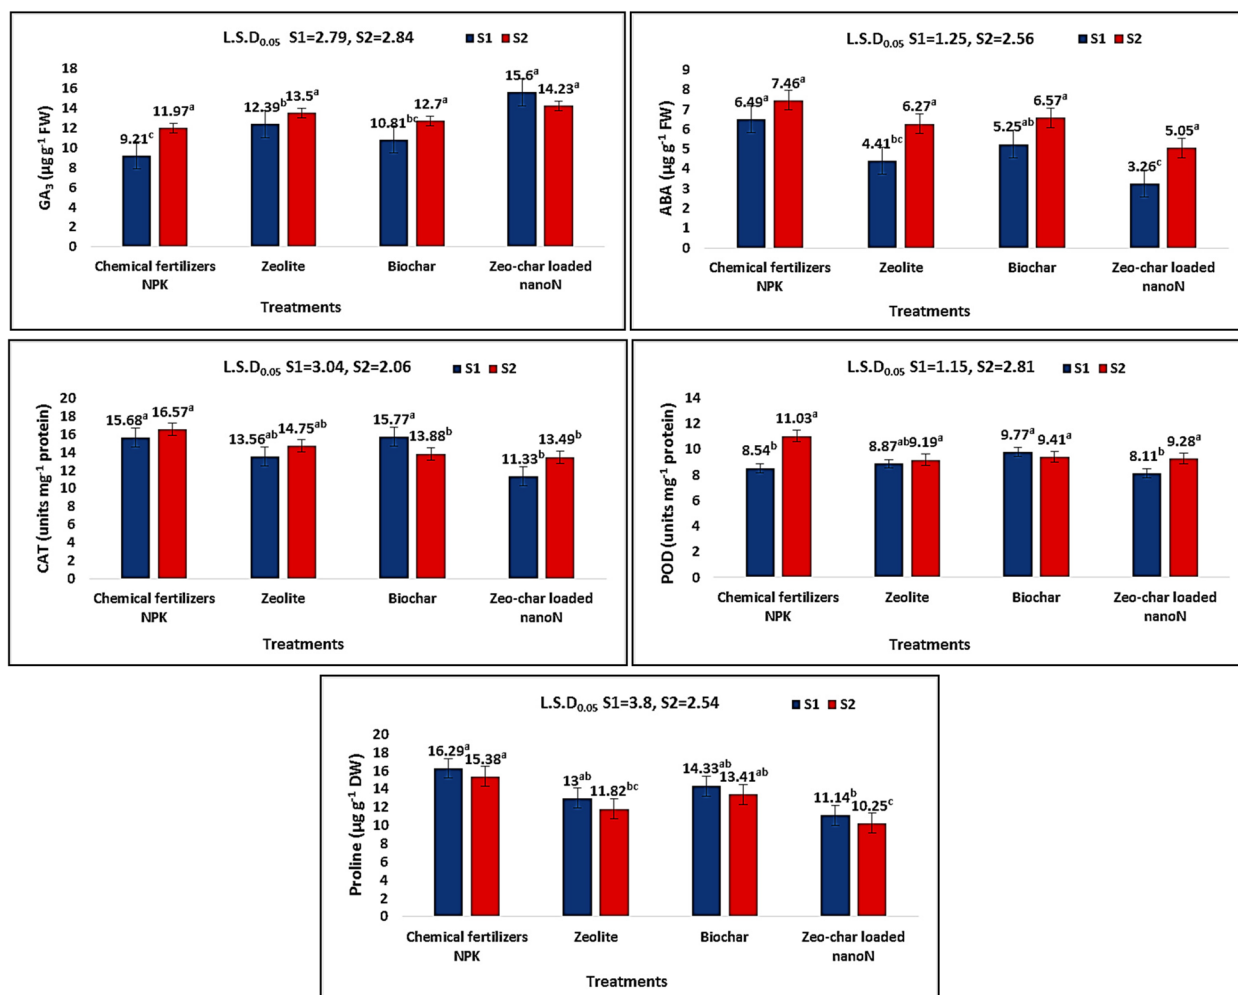 L.S.D0.05 S1=2.79, S2=2.84 S1 S2
GA3 (µg g-1 FW)
18
16
14
12
10
8
6
4
2
0
9.21c 11.97a 12.39b 13.5a 10.81bc 12.7a 15.6a 14.23a
Chemical fertilizers Zeolite Biochar Zeo-char loaded
NPK nanoN
Treatments
L.S.D0.05 S1=1.25, S2=2.56 S1 S2
ABA (µg g-1 FW)
9
8
7
6
5
4
3
2
1
0
6.49a 7.46a 4.41bc 6.27a 5.25ab 6.57a 3.26c 5.05a
Chemical fertilizers Zeolite Biochar Zeo-char loaded
NPK nanoN
Treatments
L.S.D0.05 S1=3.04, S2=2.06 S1 S2
CAT (units mg-1 protein)
20
18
16
14
12
10
8
6
4
2
0
15.68a 16.57a 13.56ab 14.75ab 15.77a 13.88b 11.33b 13.49b
Chemical fertilizers Zeolite Biochar Zeo-char loaded
NPK nanoN
Treatments
L.S.D0.05 S1=1.15, S2=2.81 S1 S2
POD (units mg-1 protein)
14
12
10
8
6
4
2
0
8.54b 11.03a 8.87ab 9.19a 9.77a 9.41a 8.11b 9.28a
Chemical fertilizers Zeolite Biochar Zeo-char loaded
NPK nanoN
Treatments
L.S.D0.05 S1=3.8, S2=2.54 S1 S2
Proline (µg g-1 DW)
20
18
16
14
12
10
8
6
4
2
0
16.29a 15.38a 13ab 11.82bc 14.33ab 13.41ab 11.14b 10.25c
Chemical fertilizers Zeolite Biochar Zeo-char loaded
NPK nanoN
Treatments